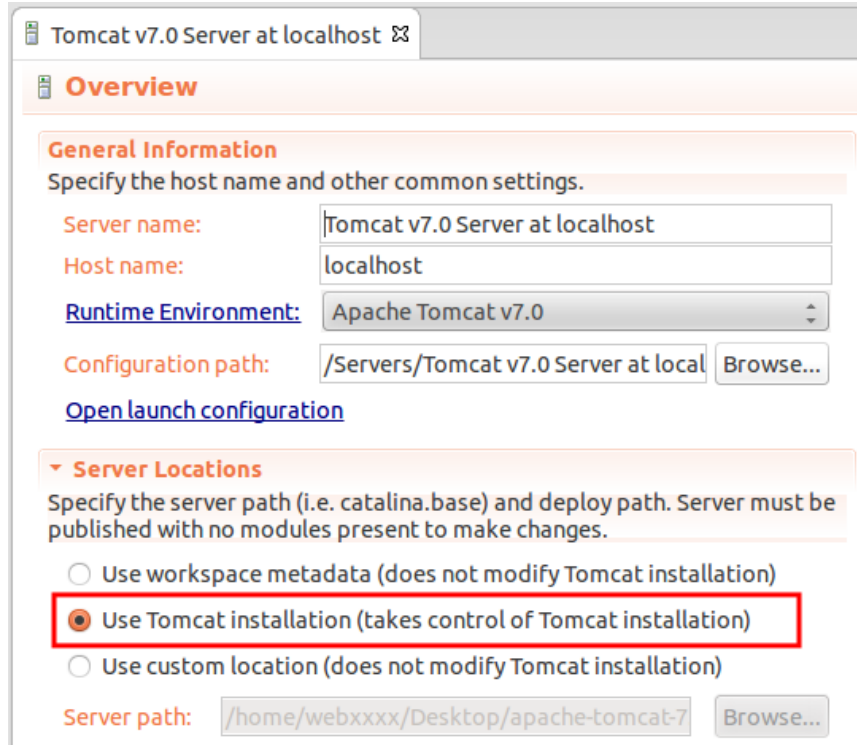 Tomcat v7.0 Server at localhost
Overview
General Information
Specify the host name and other common settings.
Server name: Tomcat v7.0 Server at localhost
Host name: localhost
Runtime Environment: Apache Tomcat v7.0
Configuration path: /Servers/Tomcat v7.0 Server at local Browse...
Open launch configuration
Server Locations
Specify the server path (i.e. catalina.base) and deploy path. Server must be
published with no modules present to make changes.
Use workspace metadata (does not modify Tomcat installation)
Use Tomcat installation (takes control of Tomcat installation)
Use custom location (does not modify Tomcat installation)
Server path: /home/webxxxx/Desktop/apache-tomcat-7 Browse...